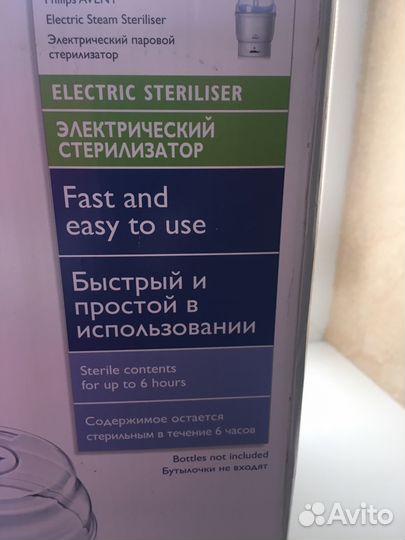 Philips AVENT
Electric Steam Steriliser
Электрический паровой
стерилизатор
ELECTRIC STERILISER
ЭЛЕКТРИЧЕСКИЙ
СТЕРИЛИЗАТОР
Fast and
easy to use
Быстрый и
простой в
использовании
Sterile contents
for up to 6 hours
Содержимое остается
стерильным в течение 6 часов
Bottles not included
Бутылочки не входят
Avito